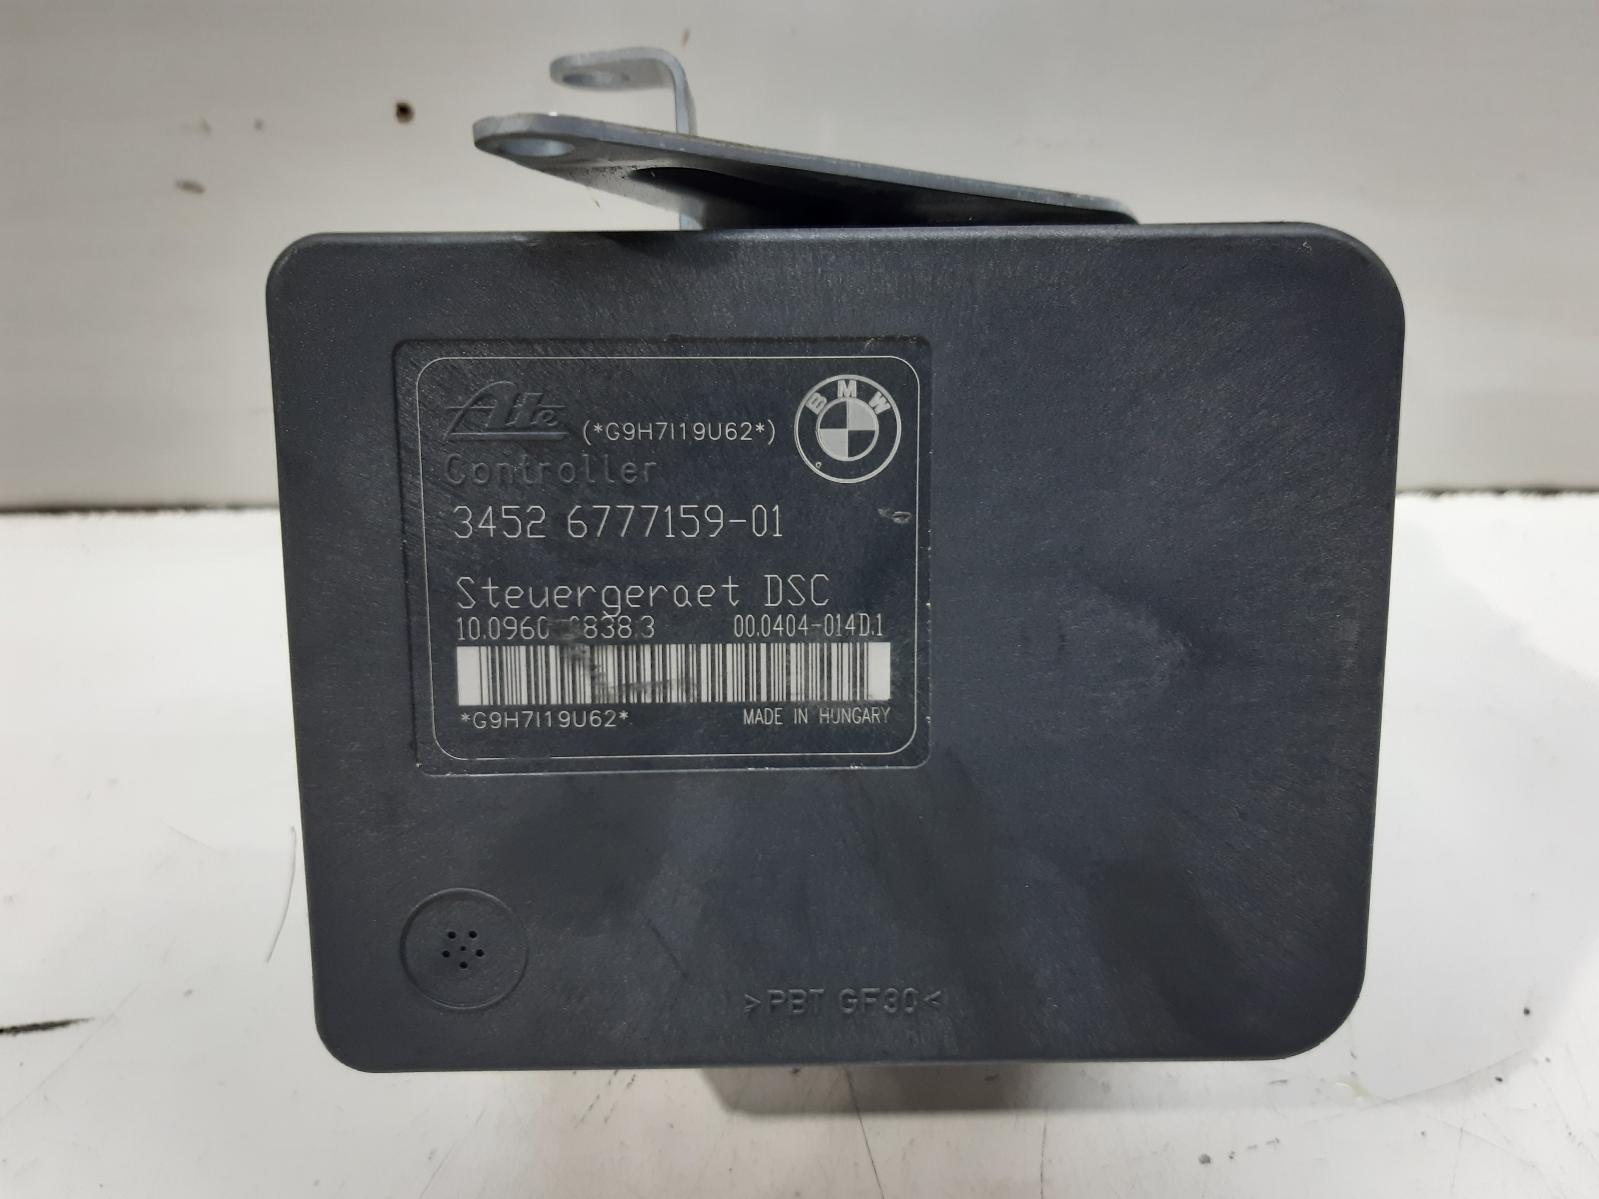 Ate (*G9H7I19U62*)
BMW
Controller
3452 6777159-01
Steuergeraet DSC
00.0404-014D.1
*G9H7I19U62* MADE IN HUNGARY
>PBT GF30<